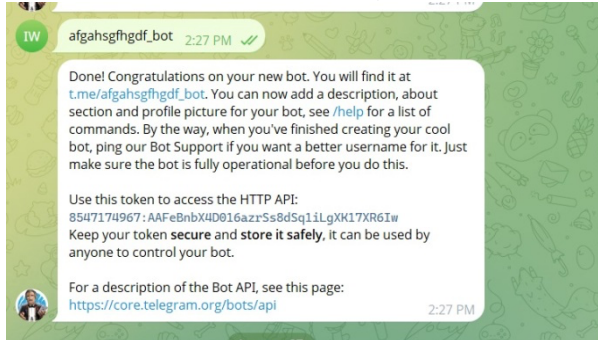 IW
afgahsgfhgdf_bot 2:27 PM
Done! Congratulations on your new bot. You will find it at
t.me/afgahsgfhgdf_bot. You can now add a description, about
section and profile picture for your bot, see /help for a list of
commands. By the way, when you've finished creating your cool
bot, ping our Bot Support if you want a better username for it. Just
make sure the bot is fully operational before you do this.
Use this token to access the HTTP API:
8547174967:AAFeBnbX4D016azrSs8dSq1iLgXK17XR6Iw
Keep your token secure and store it safely, it can be used by
anyone to control your bot.
For a description of the Bot API, see this page:
https://core.telegram.org/bots/api
2:27 PM